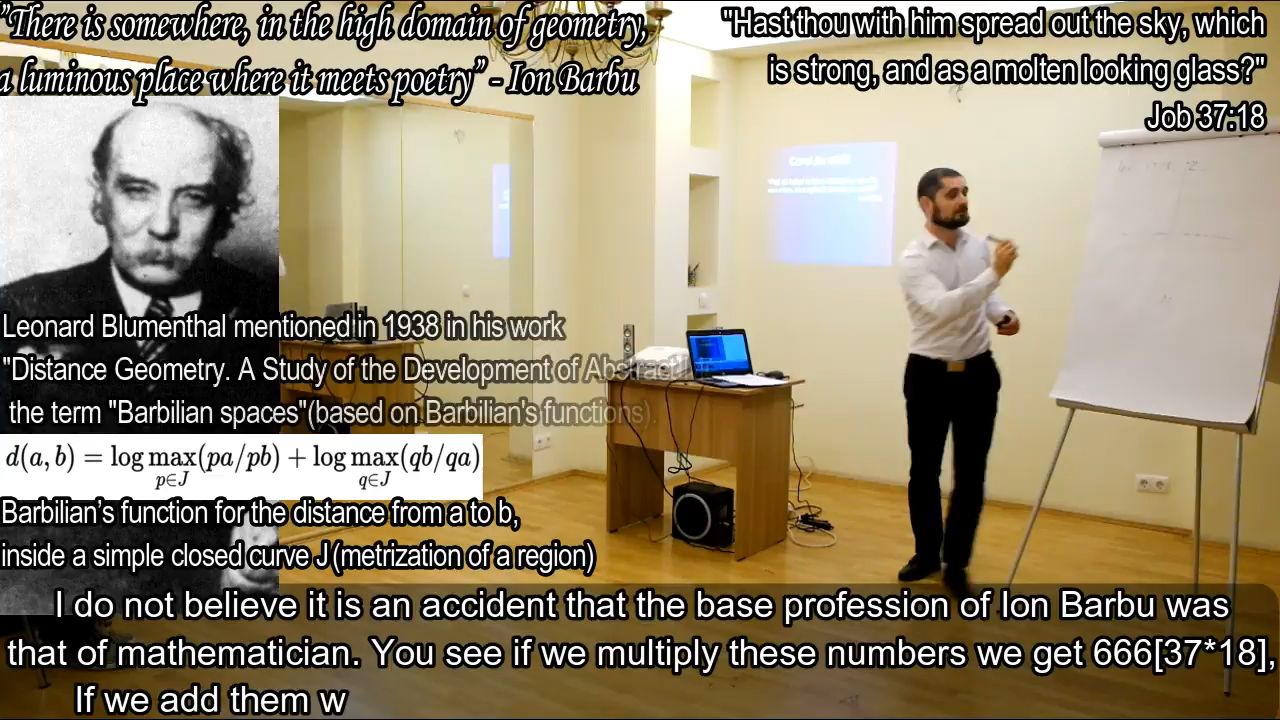 "There is somewhere, in the high domain of geometry,
a luminous place where it meets poetry" - Ion Barbu
"Hast thou with him spread out the sky, which
is strong, and as a molten looking glass?"
Job 37:18
Leonard Blumenthal mentioned in 1938 in his work
"Distance Geometry. A Study of the Development of Abstract
the term "Barbilian spaces"(based on Barbilian's functions).
d(a, b) = log max(pa/pb) + log max(qb/qa)
p∈J q∈J
Barbilian's function for the distance from a to b,
inside a simple closed curve J (metrization of a region)
I do not believe it is an accident that the base profession of Ion Barbu was
that of mathematician. You see if we multiply these numbers we get 666[37*18],
If we add them w